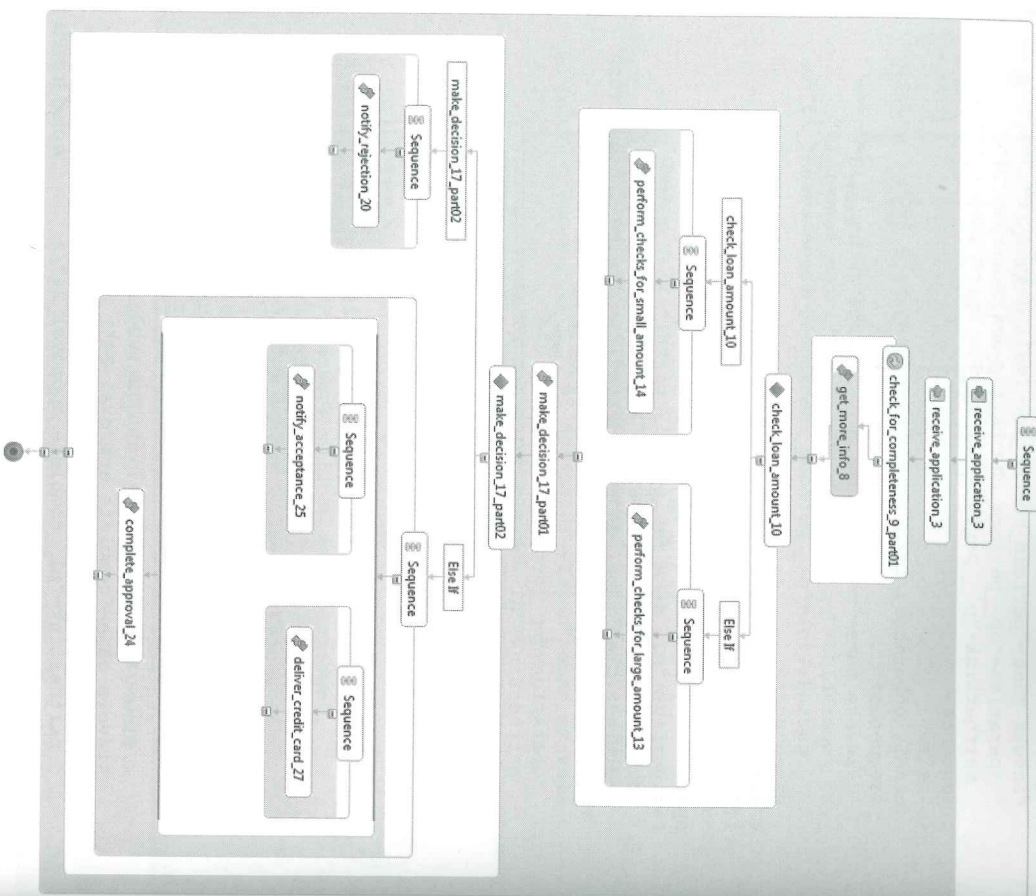 Sequence
receive_application_3
receive_application_3
check_for_completeness_9_part01
get_more_info_8
check_loan_amount_10
check_loan_amount_10
Else If
Sequence
Sequence
perform_checks_for_small_amount_14
perform_checks_for_large_amount_13
make_decision_17_part01
make_decision_17_part02
make_decision_17_part02
Else If
Sequence
Sequence
notify_rejection_20
Sequence
Sequence
notify_acceptance_25
deliver_credit_card_27
complete_approval_24